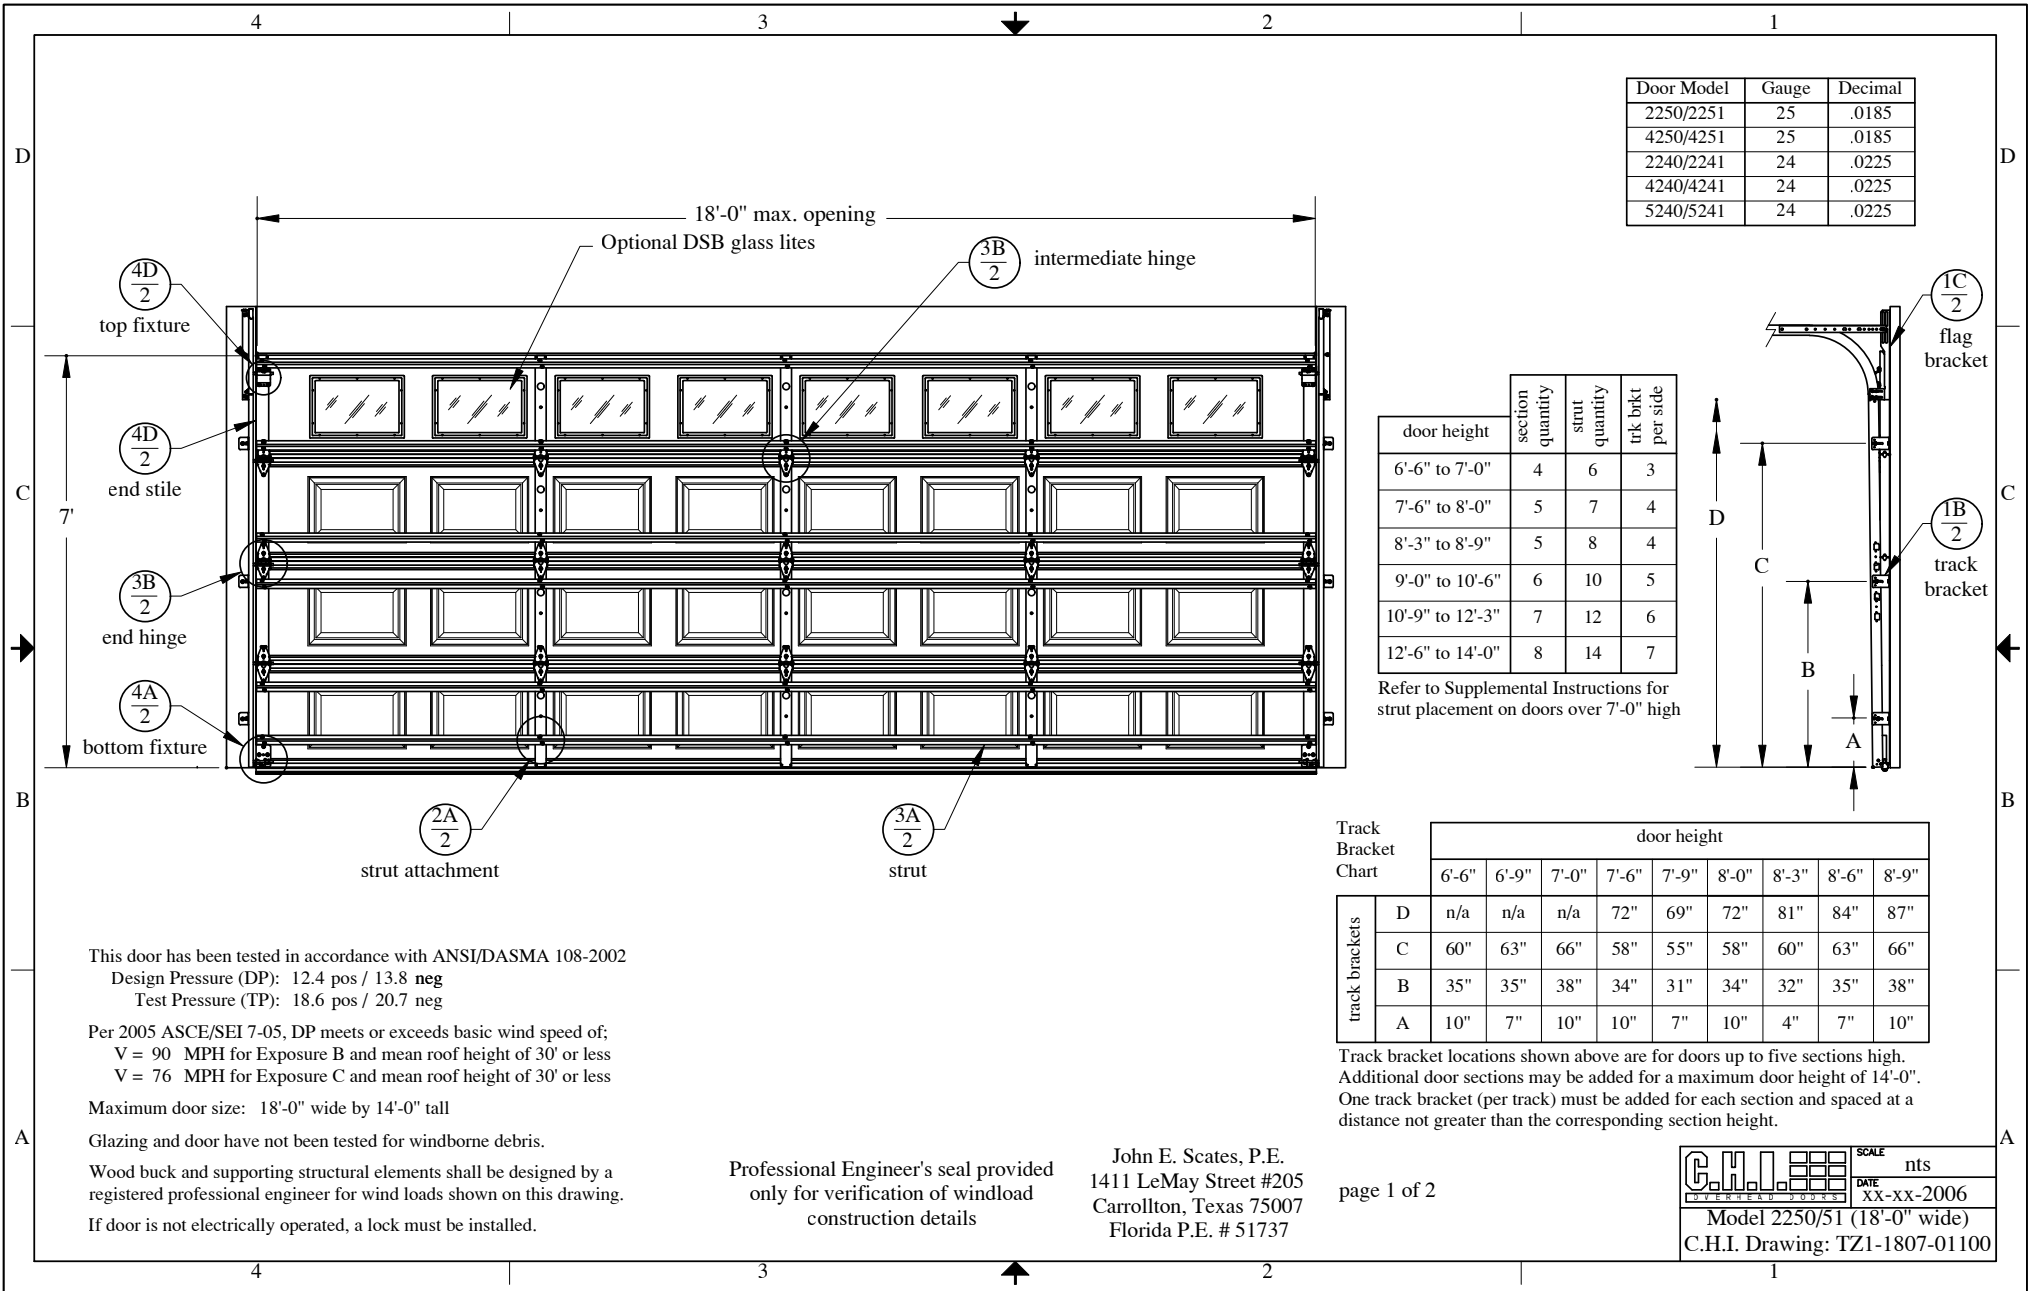 4 3 2 1
D
D
C
C
B
B
A
A
Door Model Gauge Decimal
2250/2251 25 .0185
4250/4251 25 .0185
2240/2241 24 .0225
4240/4241 24 .0225
5240/5241 24 .0225
18'-0" max. opening
Optional DSB glass lites
3B
2
intermediate hinge
4D
2
top fixture
4D
2
end stile
7'
3B
2
end hinge
4A
2
bottom fixture
2A
2
strut attachment
3A
2
strut
1C
2
flag
bracket
1B
2
track
bracket
D
C
B
A
door height section quantity strut quantity trk brkt per side
6'-6" to 7'-0" 4 6 3
7'-6" to 8'-0" 5 7 4
8'-3" to 8'-9" 5 8 4
9'-0" to 10'-6" 6 10 5
10'-9" to 12'-3" 7 12 6
12'-6" to 14'-0" 8 14 7
Refer to Supplemental Instructions for
strut placement on doors over 7'-0" high
Track
Bracket
Chart
door height
6'-6" 6'-9" 7'-0" 7'-6" 7'-9" 8'-0" 8'-3" 8'-6" 8'-9"
track brackets
D n/a n/a n/a 72" 69" 72" 81" 84" 87"
C 60" 63" 66" 58" 55" 58" 60" 63" 66"
B 35" 35" 38" 34" 31" 34" 32" 35" 38"
A 10" 7" 10" 10" 7" 10" 4" 7" 10"
Track bracket locations shown above are for doors up to five sections high.
Additional door sections may be added for a maximum door height of 14'-0".
One track bracket (per track) must be added for each section and spaced at a
distance not greater than the corresponding section height.
This door has been tested in accordance with ANSI/DASMA 108-2002
Design Pressure (DP): 12.4 pos / 13.8 neg
Test Pressure (TP): 18.6 pos / 20.7 neg
Per 2005 ASCE/SEI 7-05, DP meets or exceeds basic wind speed of;
V = 90 MPH for Exposure B and mean roof height of 30' or less
V = 76 MPH for Exposure C and mean roof height of 30' or less
Maximum door size: 18'-0" wide by 14'-0" tall
Glazing and door have not been tested for windborne debris.
Wood buck and supporting structural elements shall be designed by a
registered professional engineer for wind loads shown on this drawing.
If door is not electrically operated, a lock must be installed.
Professional Engineer's seal provided
only for verification of windload
construction details
John E. Scates, P.E.
1411 LeMay Street #205
Carrollton, Texas 75007
Florida P.E. # 51737
page 1 of 2
C.H.I.
OVERHEAD DOORS
SCALE
nts
DATE
xx-xx-2006
Model 2250/51 (18'-0" wide)
C.H.I. Drawing: TZ1-1807-01100
4 3 2 1